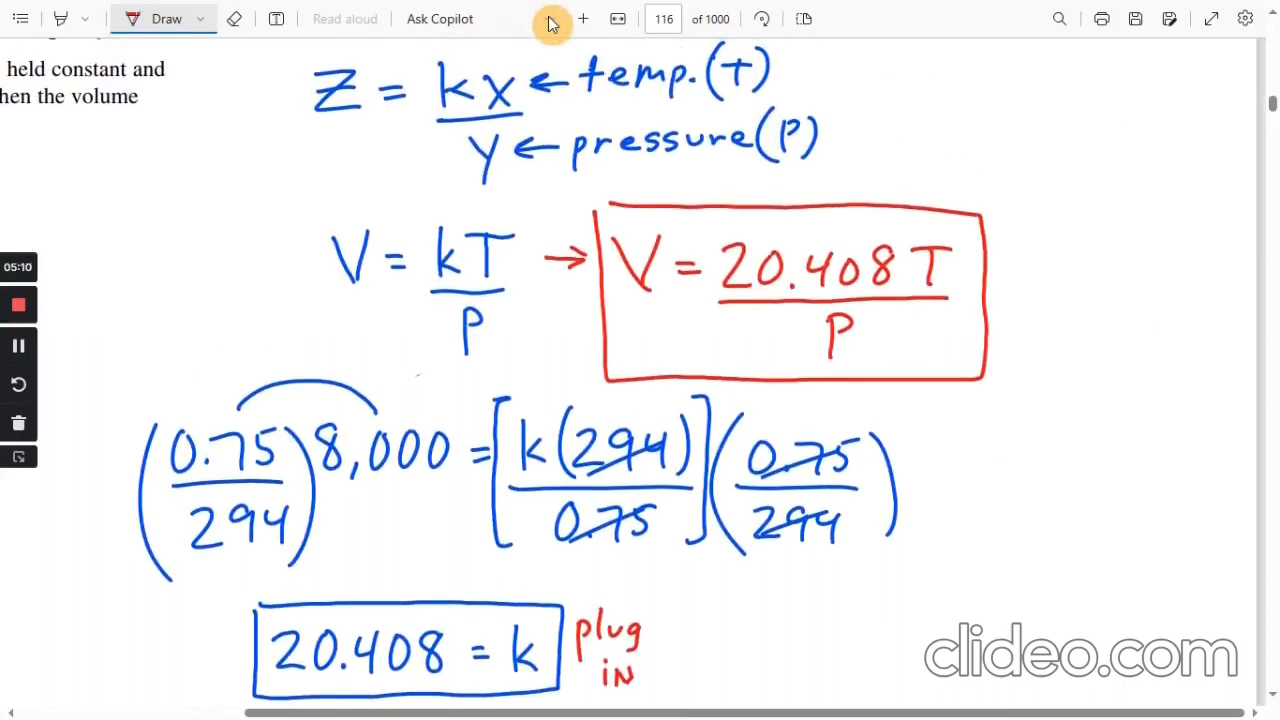 Draw
Read aloud
Ask Copilot
116 of 1000
held constant and
hen the volume
Z = kx ← temp. (T)
y ← pressure (P)
V = kT → V = 20.408 T
P P
05:10
(0.75 8,000 = [k(294)] (0.75
294) 0.75 294)
20.408 = k plug
in
clideo.com